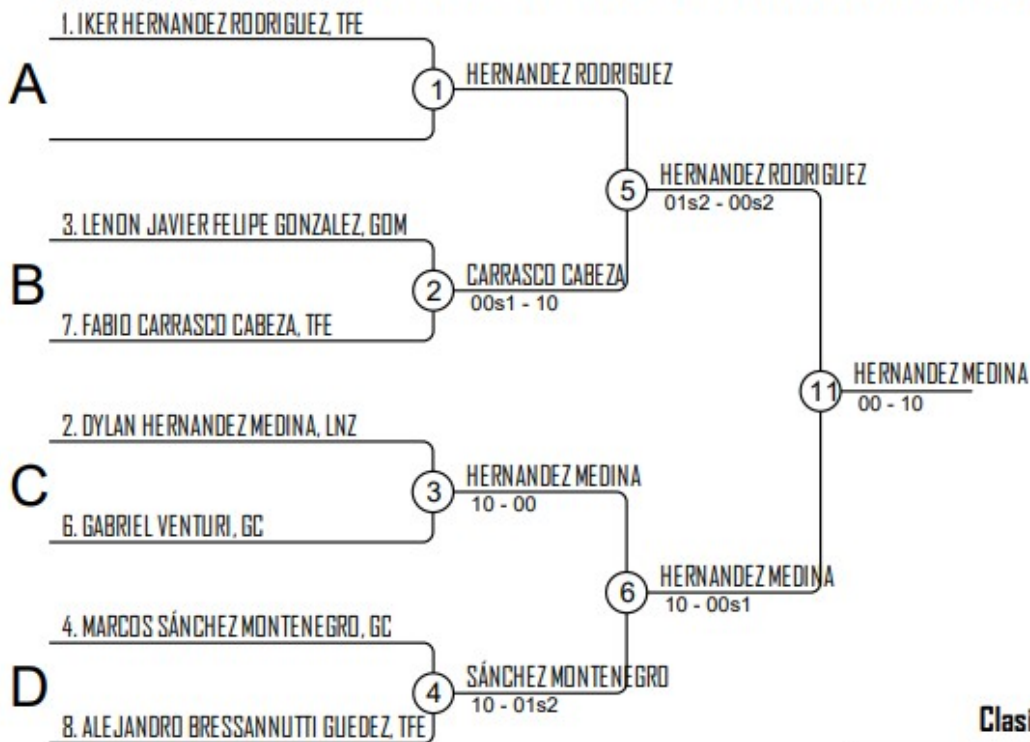 1. IKER HERNANDEZ RODRIGUEZ, TFE
A
1
HERNANDEZ RODRIGUEZ
5
HERNANDEZ RODRIGUEZ
01s2 - 00s2
3. LENON JAVIER FELIPE GONZALEZ, GOM
B
2
CARRASCO CABEZA
00s1 - 10
7. FABIO CARRASCO CABEZA, TFE
11
HERNANDEZ MEDINA
00 - 10
2. DYLAN HERNANDEZ MEDINA, LNZ
C
3
HERNANDEZ MEDINA
10 - 00
6. GABRIEL VENTURI, GC
6
HERNANDEZ MEDINA
10 - 00s1
4. MARCOS SÁNCHEZ MONTENEGRO, GC
D
4
SÁNCHEZ MONTENEGRO
10 - 01s2
8. ALEJANDRO BRESSANNUTTI GUEDEZ, TFE
Clasi